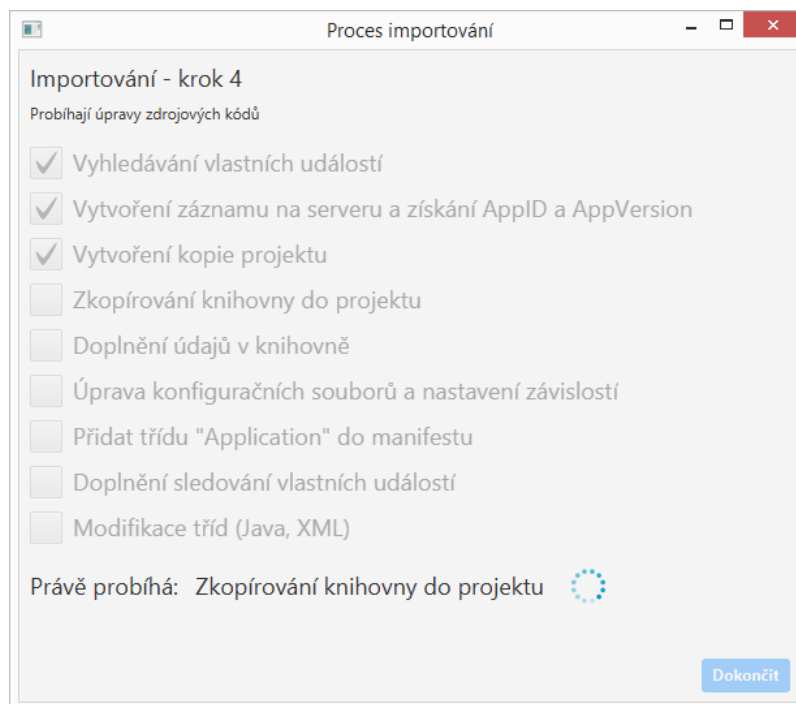 Proces importování
Importování - krok 4
Probíhají úpravy zdrojových kódů
Vyhledávání vlastních událostí
Vytvoření záznamu na serveru a získání AppID a AppVersion
Vytvoření kopie projektu
Zkopírování knihovny do projektu
Doplnění údajů v knihovně
Úprava konfiguračních souborů a nastavení závislostí
Přidat třídu "Application" do manifestu
Doplnění sledování vlastních událostí
Modifikace tříd (Java, XML)
Právě probíhá: Zkopírování knihovny do projektu
Dokončit